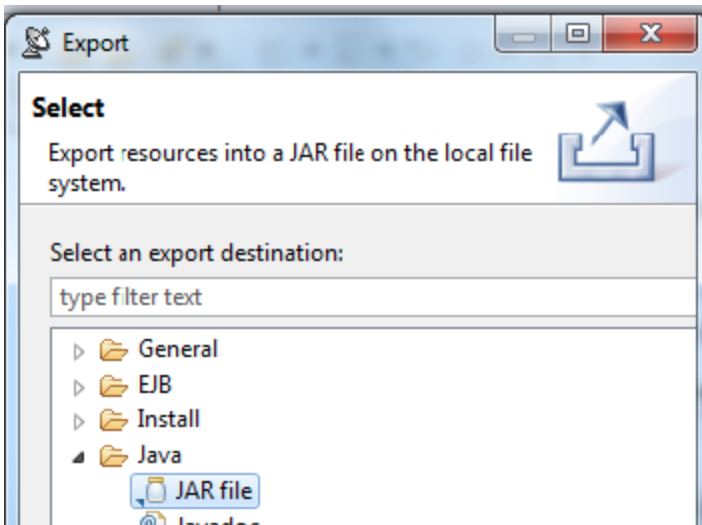 Export
Select
Export resources into a JAR file on the local file
system.
Select an export destination:
type filter text
General
EJB
Install
Java
JAR file
Javadoc